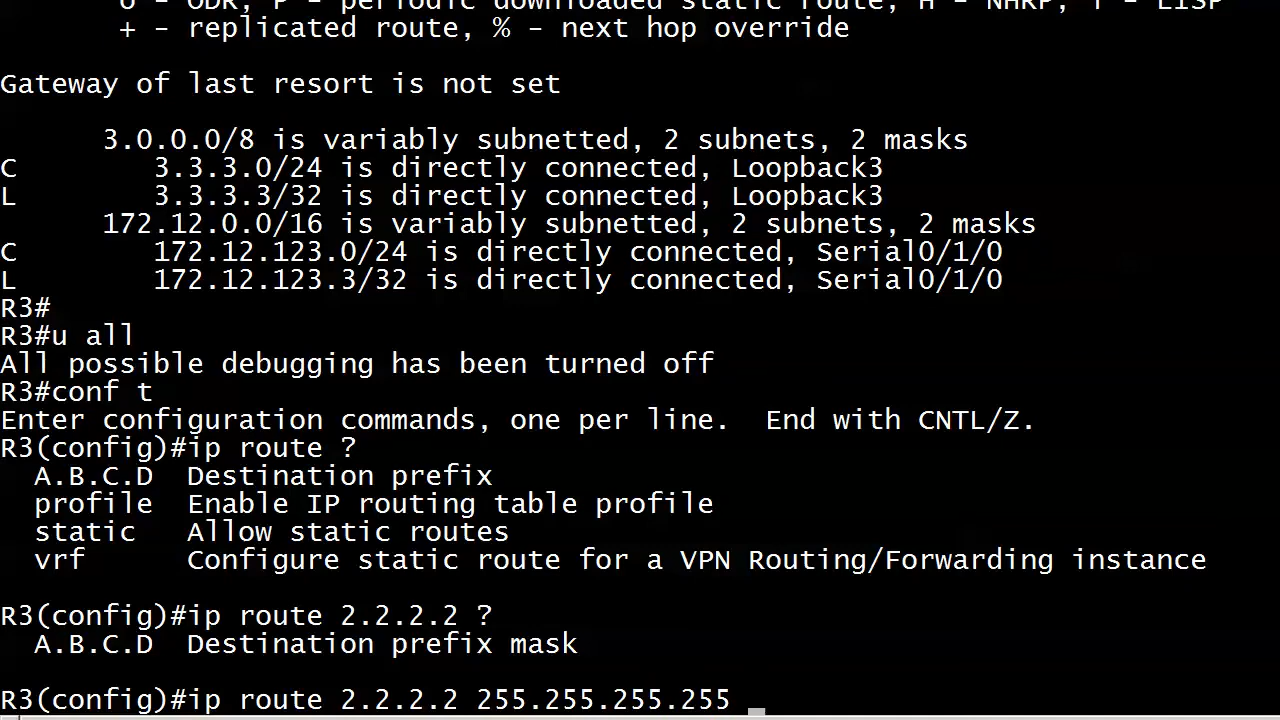 o - ODR, P - periodic downloaded static route, H - NHRP, l - LISP
+ - replicated route, % - next hop override
Gateway of last resort is not set
3.0.0.0/8 is variably subnetted, 2 subnets, 2 masks
C 3.3.3.0/24 is directly connected, Loopback3
L 3.3.3.3/32 is directly connected, Loopback3
172.12.0.0/16 is variably subnetted, 2 subnets, 2 masks
C 172.12.123.0/24 is directly connected, Serial0/1/0
L 172.12.123.3/32 is directly connected, Serial0/1/0
R3#
R3#u all
All possible debugging has been turned off
R3#conf t
Enter configuration commands, one per line.  End with CNTL/Z.
R3(config)#ip route ?
A.B.C.D  Destination prefix
profile  Enable IP routing table profile
static   Allow static routes
vrf      Configure static route for a VPN Routing/Forwarding instance
R3(config)#ip route 2.2.2.2 ?
A.B.C.D  Destination prefix mask
R3(config)#ip route 2.2.2.2 255.255.255.255